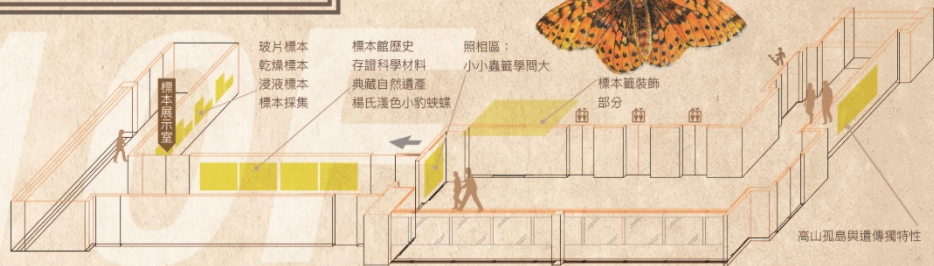 玻片標本
乾燥標本
浸液標本
標本採集
標本館歷史
存證科學材料
典藏自然遺產
楊氏淺色小豹蛺蝶
照相區：
小小蟲籤學問大
標本籤裝飾
部分
標本展示室
高山孤島與遺傳獨特性